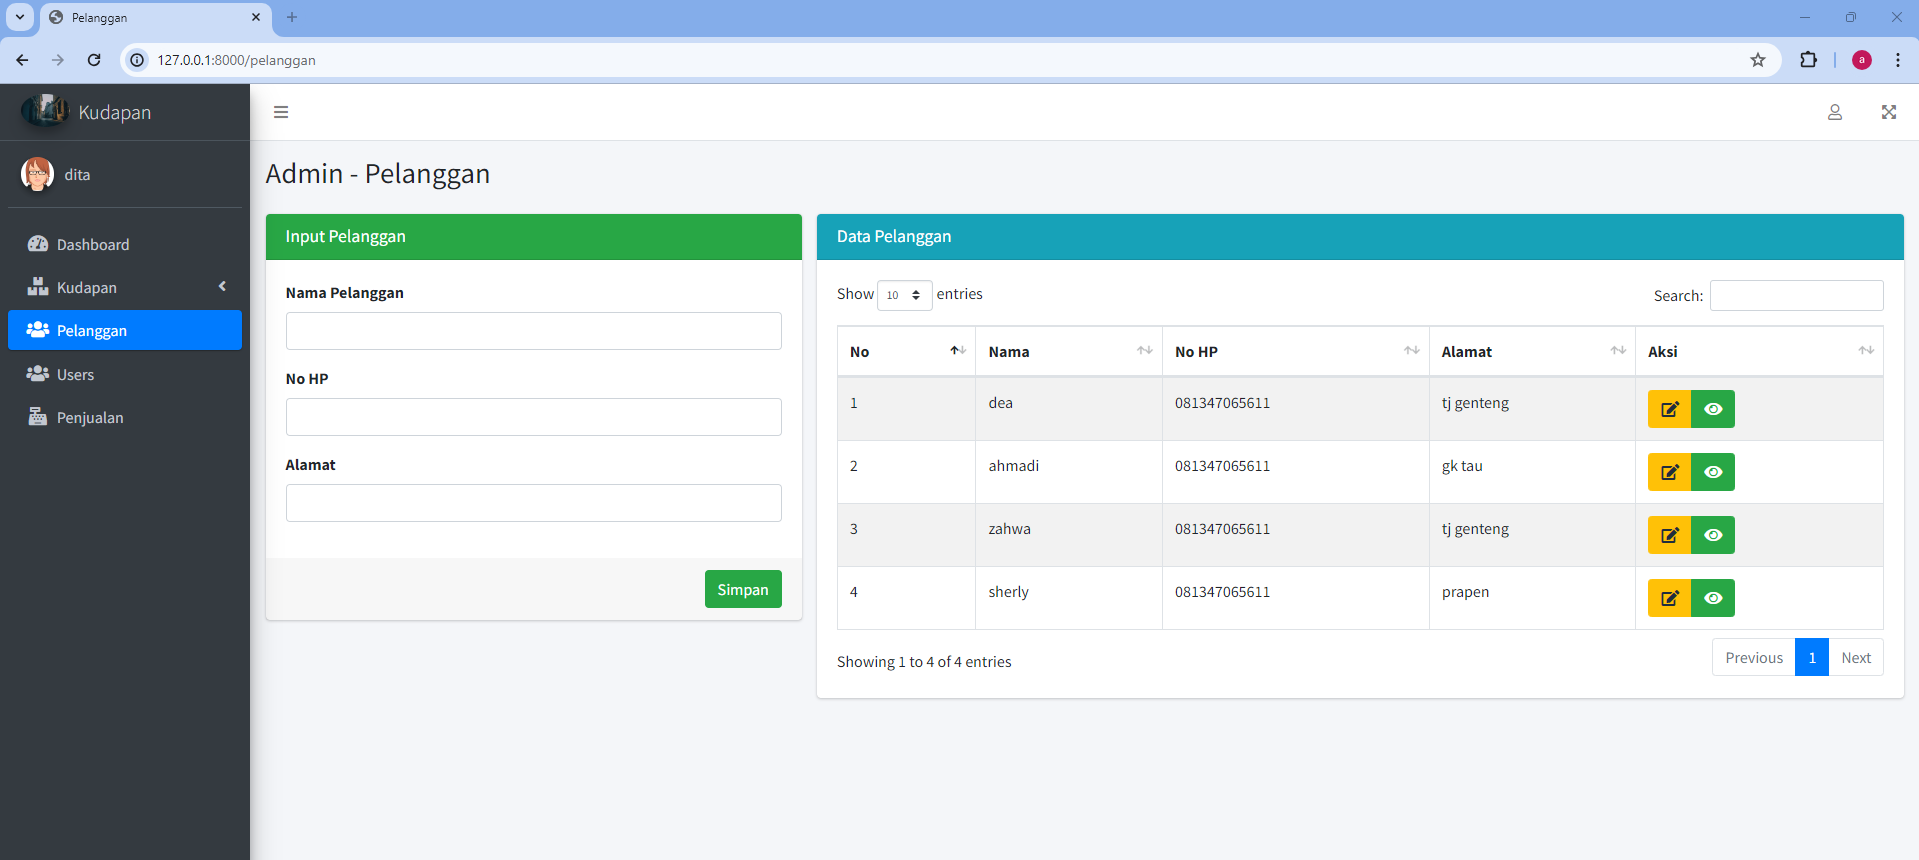 Pelanggan
127.0.0.1:8000/pelanggan
a
Kudapan
dita
Dashboard
Kudapan
Pelanggan
Users
Penjualan
Admin - Pelanggan
Input Pelanggan
Nama Pelanggan
No HP
Alamat
Simpan
Data Pelanggan
Show 10 entries
Search:
No Nama No HP Alamat Aksi
1 dea 081347065611 tj genteng
2 ahmadi 081347065611 gk tau
3 zahwa 081347065611 tj genteng
4 sherly 081347065611 prapen
Showing 1 to 4 of 4 entries
Previous 1 Next